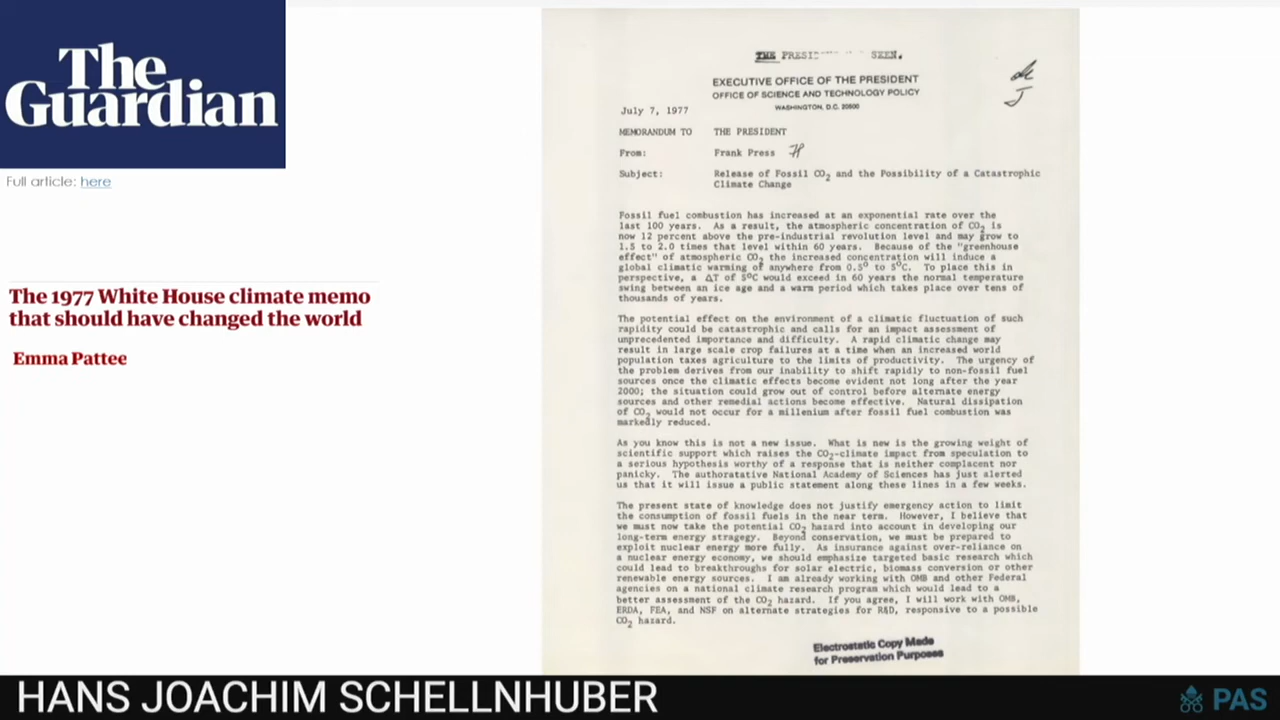 The
Guardian
Full article: here
The 1977 White House climate memo
that should have changed the world
Emma Pattee
THE PRESI SEEN.
EXECUTIVE OFFICE OF THE PRESIDENT
OFFICE OF SCIENCE AND TECHNOLOGY POLICY
WASHINGTON, D.C. 20500
July 7, 1977
MEMORANDUM TO THE PRESIDENT
From: Frank Press
Subject: Release of Fossil CO2 and the Possibility of a Catastrophic
Climate Change
Fossil fuel combustion has increased at an exponential rate over the
last 100 years. As a result, the atmospheric concentration of CO2 is
now 12 percent above the pre-industrial revolution level and may grow to
1.5 to 2.0 times that level within 60 years. Because of the "greenhouse
effect" of atmospheric CO2 the increased concentration will induce a
global climatic warming of anywhere from 0.5° to 5°C. To place this in
perspective, a ΔT of 5°C would exceed in 60 years the normal temperature
swing between an ice age and a warm period which takes place over tens of
thousands of years.
The potential effect on the environment of a climatic fluctuation of such
rapidity could be catastrophic and calls for an impact assessment of
unprecedented importance and difficulty. A rapid climatic change may
result in large scale crop failures at a time when an increased world
population taxes agriculture to the limits of productivity. The urgency of
the problem derives from our inability to shift rapidly to non-fossil fuel
sources once the climatic effects become evident not long after the year
2000; the situation could grow out of control before alternate energy
sources and other remedial actions become effective. Natural dissipation
of CO2 would not occur for a millenium after fossil fuel combustion was
markedly reduced.
As you know this is not a new issue. What is new is the growing weight of
scientific support which raises the CO2-climate impact from speculation to
a serious hypothesis worthy of a response that is neither complacent nor
panicky. The authoratative National Academy of Sciences has just alerted
us that it will issue a public statement along these lines in a few weeks.
The present state of knowledge does not justify emergency action to limit
the consumption of fossil fuels in the near term. However, I believe that
we must now take the potential CO2 hazard into account in developing our
long-term energy stragegy. Beyond conservation, we must be prepared to
exploit nuclear energy more fully. As insurance against over-reliance on
a nuclear energy economy, we should emphasize targeted basic research which
could lead to breakthroughs for solar electric, biomass conversion or other
renewable energy sources. I am already working with OMB and other Federal
agencies on a national climate research program which would lead to a
better assessment of the CO2 hazard. If you agree, I will work with OMB,
ERDA, FEA, and NSF on alternate strategies for R&D, responsive to a possible
CO2 hazard.
Electrostatic Copy Made
for Preservation Purposes
HANS JOACHIM SCHELLNHUBER
PAS